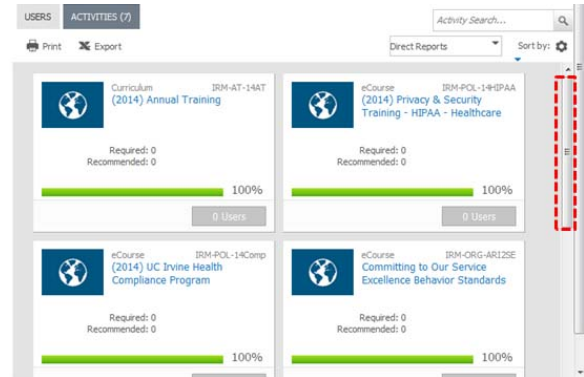 USERS ACTIVITIES (7)
Activity Search...
Print Export Direct Reports Sort by:
Curriculum IRM-AT-14AT
(2014) Annual Training
Required: 0
Recommended: 0
100%
0 Users
eCourse IRM-POL-14HIPAA
(2014) Privacy & Security
Training - HIPAA - Healthcare
Required: 0
Recommended: 0
100%
0 Users
eCourse IRM-POL-14Comp
(2014) UC Irvine Health
Compliance Program
Required: 0
Recommended: 0
100%
eCourse IRM-ORG-ARI2SE
Committing to Our Service
Excellence Behavior Standards
Required: 0
Recommended: 0
100%